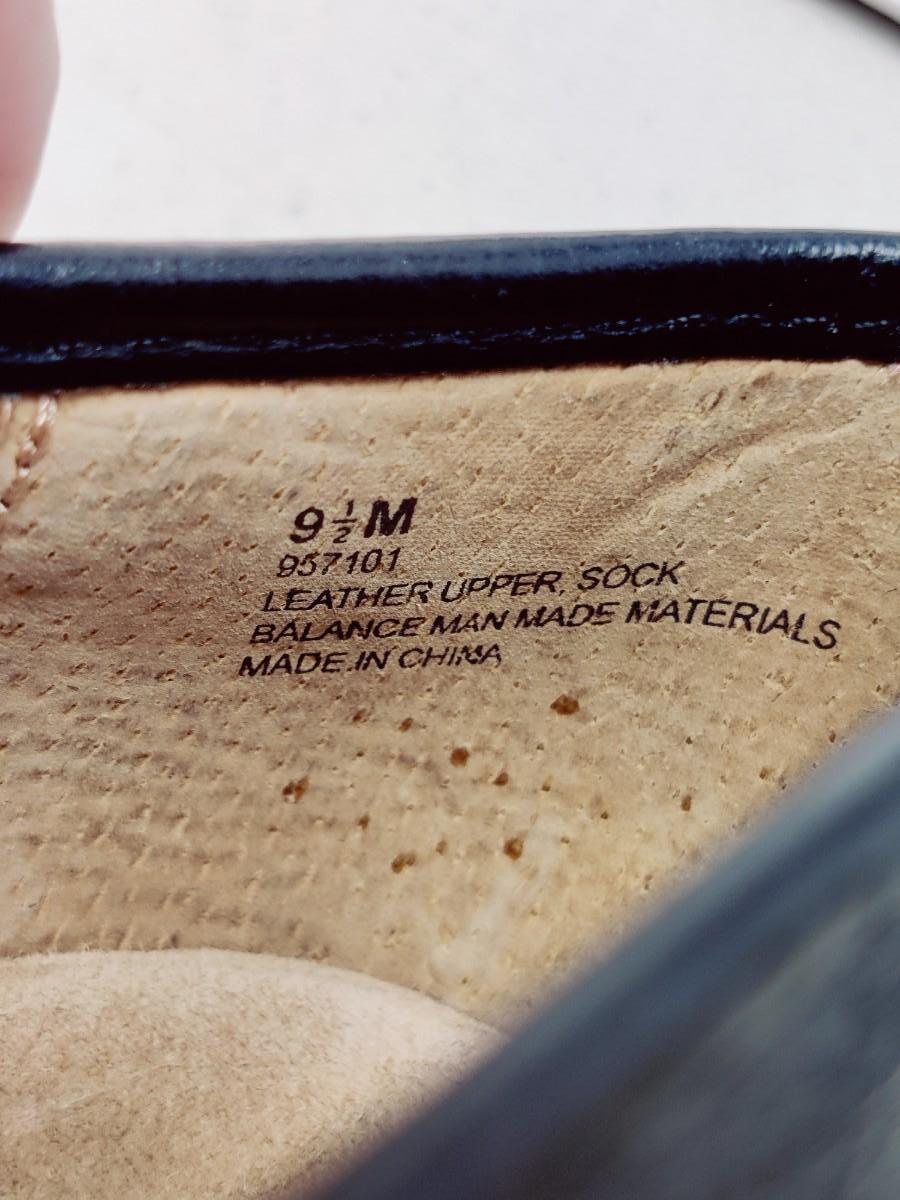 9½M
957101
LEATHER UPPER, SOCK
BALANCE MAN MADE MATERIALS
MADE IN CHINA